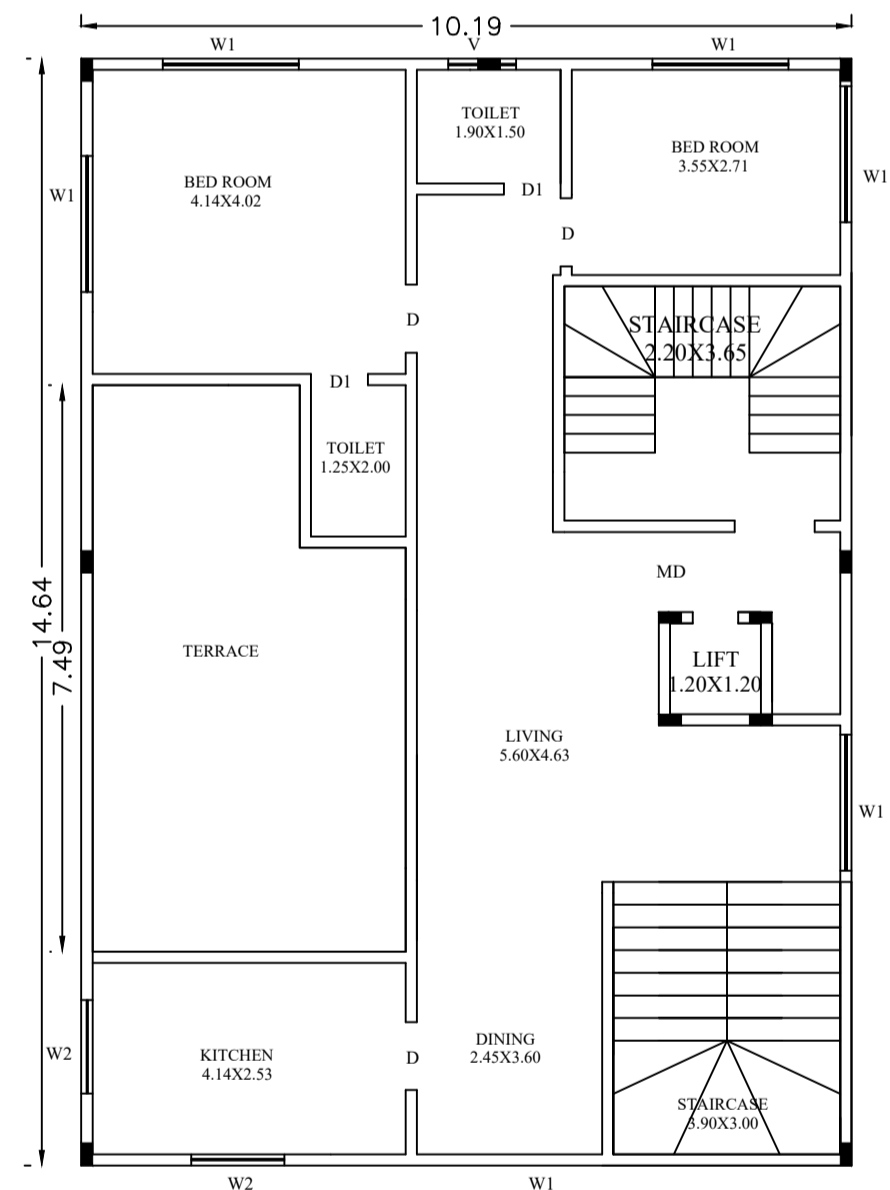 10.19
W1
V
W1
TOILET
1.90X1.50
BED ROOM
3.55X2.71
BED ROOM
4.14X4.02
W1
W1
D1
D
D
STAIRCASE
2.20X3.65
D1
TOILET
1.25X2.00
MD
14.64
7.49
TERRACE
LIFT
1.20X1.20
LIVING
5.60X4.63
W1
W2
KITCHEN
4.14X2.53
D
DINING
2.45X3.60
STAIRCASE
3.90X3.00
W2
W1